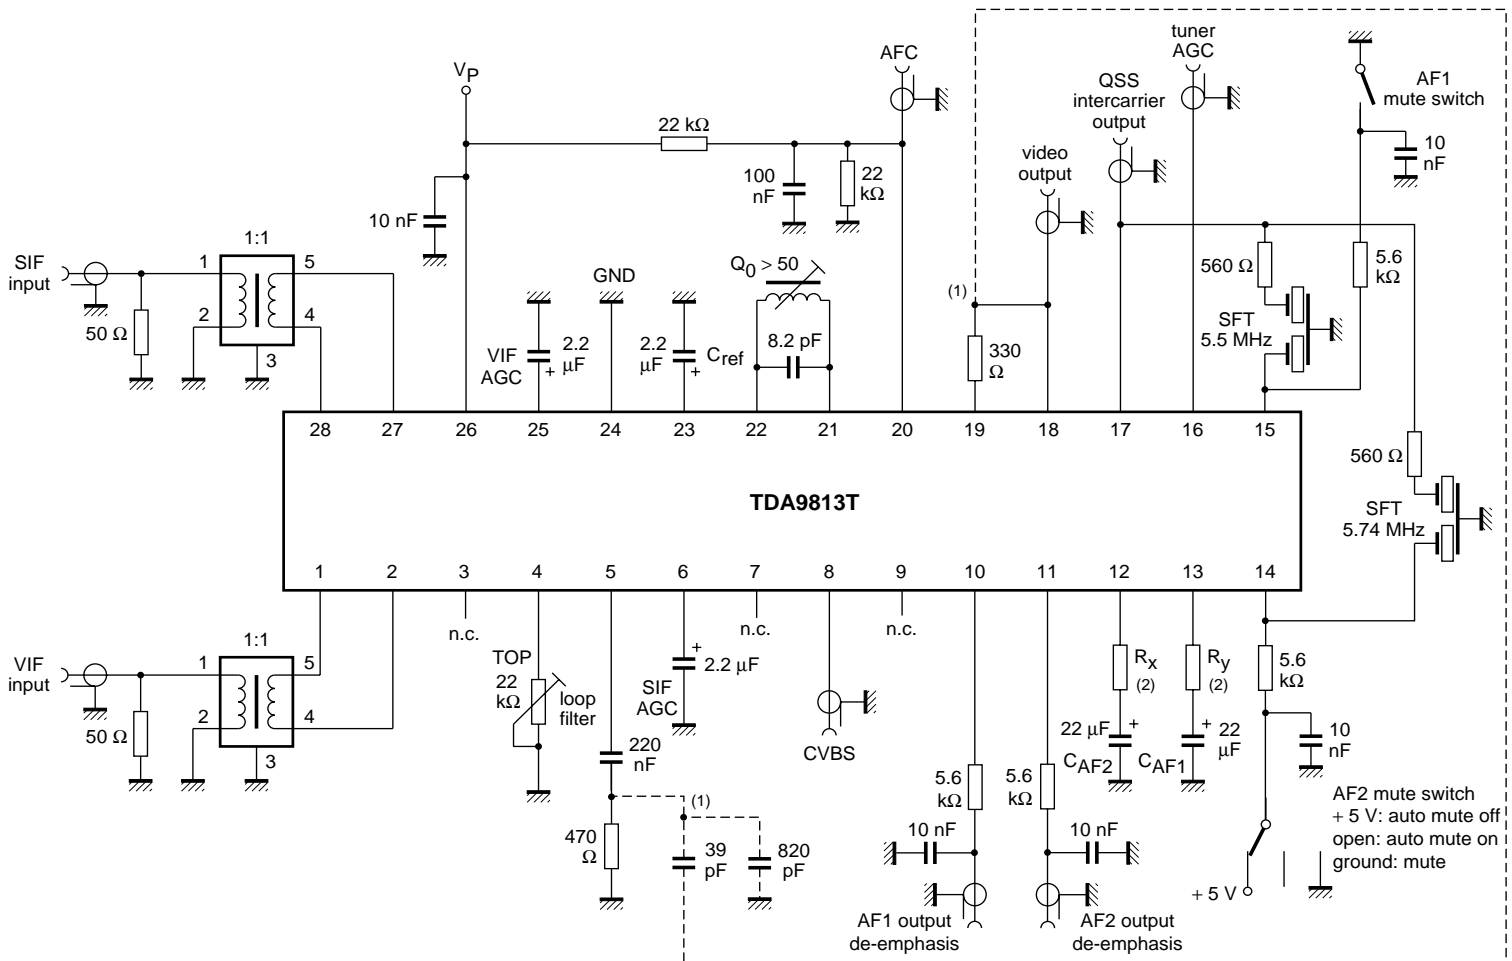 tuner
AGC
AFC
VP
QSS
intercarrier
output
AF1
mute switch
22 kΩ
video
output
10
nF
100
nF
22
kΩ
10 nF
1:1
SIF
input
1
5
2
4
3
50 Ω
GND
Q0 > 50
(1)
560 Ω
5.6
kΩ
SFT
5.5 MHz
VIF
AGC
2.2
μF
+
2.2
μF
+
Cref
8.2 pF
330
Ω
28
27
26
25
24
23
22
21
20
19
18
17
16
15
560 Ω
TDA9813T
SFT
5.74 MHz
1
2
3
4
5
6
7
8
9
10
11
12
13
14
n.c.
n.c.
n.c.
1:1
VIF
input
1
5
2
4
3
50 Ω
TOP
22
kΩ
loop
filter
+
2.2 μF
SIF
AGC
Rx
(2)
Ry
(2)
5.6
kΩ
220
nF
CVBS
22 μF
+
CAF2
+
22
μF
CAF1
10
nF
5.6
kΩ
5.6
kΩ
(1)
470
Ω
39
pF
820
pF
10 nF
10 nF
AF2 mute switch
+ 5 V: auto mute off
open: auto mute on
ground: mute
+ 5 V
AF1 output
de-emphasis
AF2 output
de-emphasis